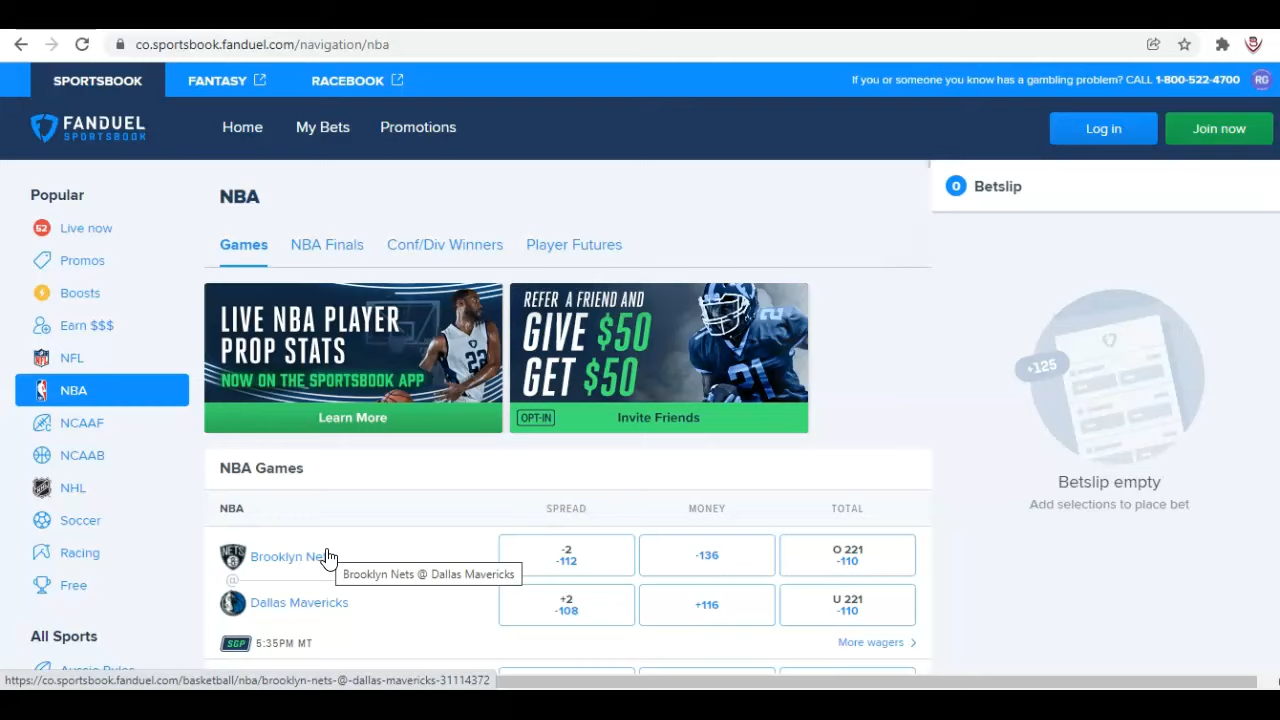 co.sportsbook.fanduel.com/navigation/nba
SPORTSBOOK FANTASY RACEBOOK If you or someone you know has a gambling problem? CALL 1-800-522-4700 RG
FANDUEL SPORTSBOOK Home My Bets Promotions Log in Join now
Popular
52 Live now
Promos
Boosts
Earn $$$
NFL
NBA
NCAAF
NCAAB
NHL
Soccer
Racing
Free
All Sports
Aussie Rules
NBA
Games NBA Finals Conf/Div Winners Player Futures
LIVE NBA PLAYER
PROP STATS
NOW ON THE SPORTSBOOK APP
Learn More
REFER A FRIEND AND
GIVE $50
GET $50
OPT-IN Invite Friends
NBA Games
NBA SPREAD MONEY TOTAL
Brooklyn Nets -2 -112 -136 O 221 -110
@ Brooklyn Nets @ Dallas Mavericks
Dallas Mavericks +2 -108 +116 U 221 -110
SGP 5:35PM MT More wagers >
0 Betslip
+125
Betslip empty
Add selections to place bet
https://co.sportsbook.fanduel.com/basketball/nba/brooklyn-nets-@-dallas-mavericks-31114372